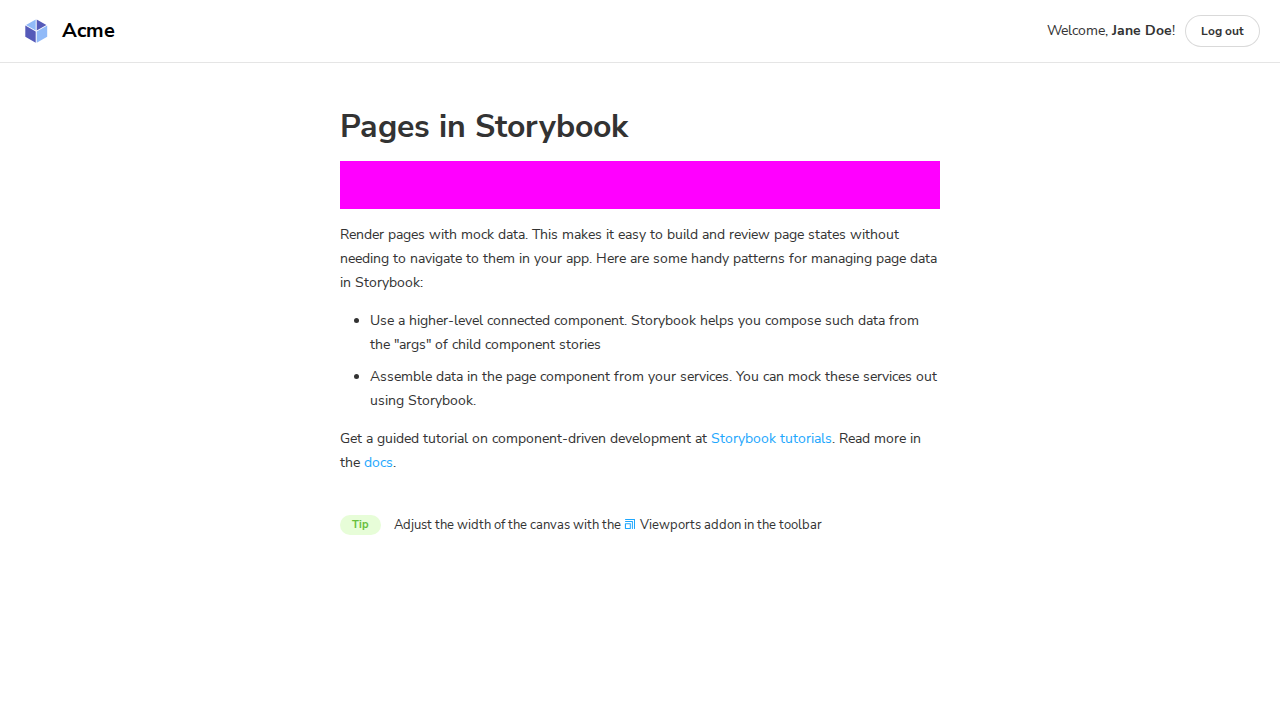 Acme
Welcome, Jane Doe!
Log out
Pages in Storybook
Render pages with mock data. This makes it easy to build and review page states without
needing to navigate to them in your app. Here are some handy patterns for managing page data
in Storybook:
Use a higher-level connected component. Storybook helps you compose such data from
the "args" of child component stories
Assemble data in the page component from your services. You can mock these services out
using Storybook.
Get a guided tutorial on component-driven development at Storybook tutorials. Read more in
the docs.
Tip
Adjust the width of the canvas with the Viewports addon in the toolbar